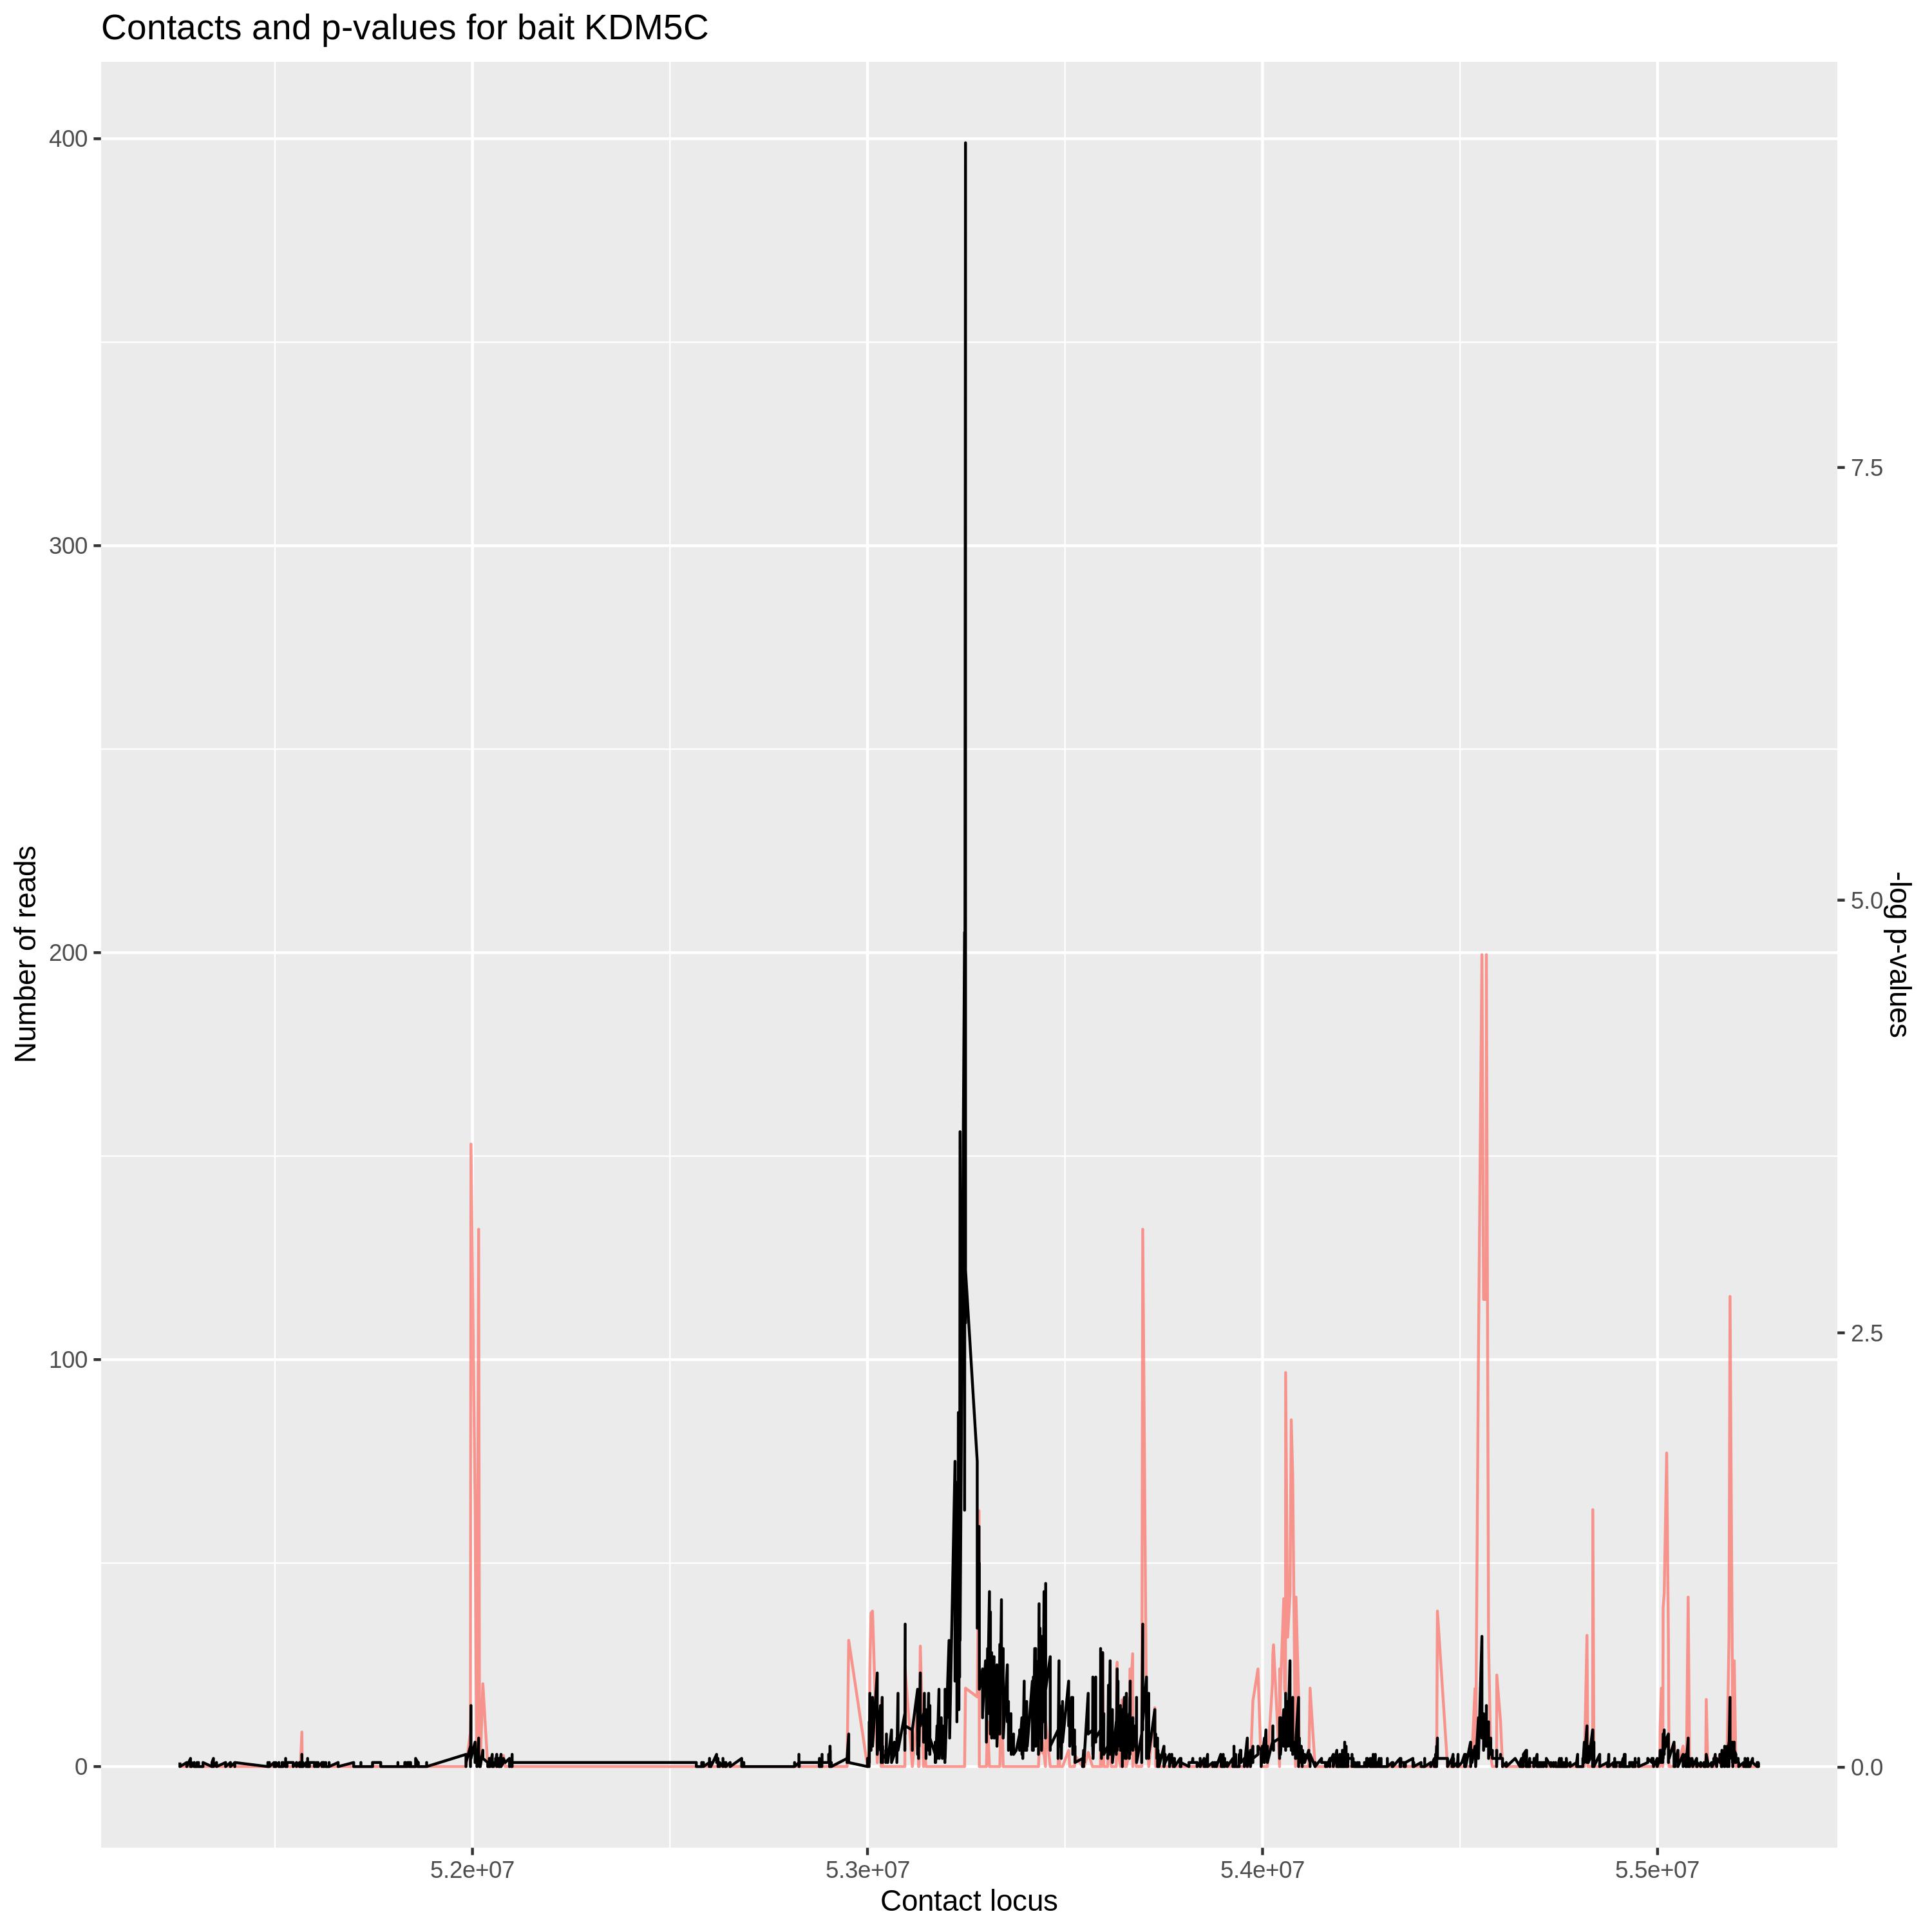 Contacts and p-values for bait KDM5C
400
300
200
100
0
Number of reads
7.5
5.0
2.5
0.0
-log p-values
5.2e+07
5.3e+07
5.4e+07
5.5e+07
Contact locus